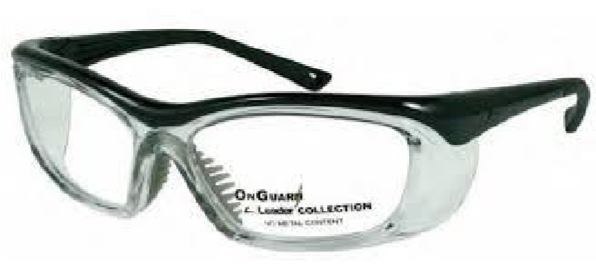 OnGuard
Leader COLLECTION
NO METAL CONTENT